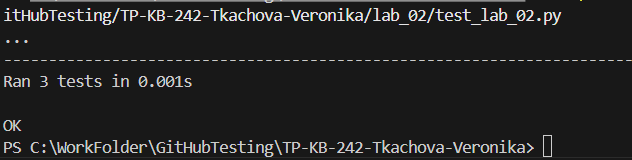 itHubTesting/TP-KB-242-Tkachova-Veronika/lab_02/test_lab_02.py
...
----------------------------------------------------------------------
Ran 3 tests in 0.001s
OK
PS C:\WorkFolder\GitHubTesting\TP-KB-242-Tkachova-Veronika>